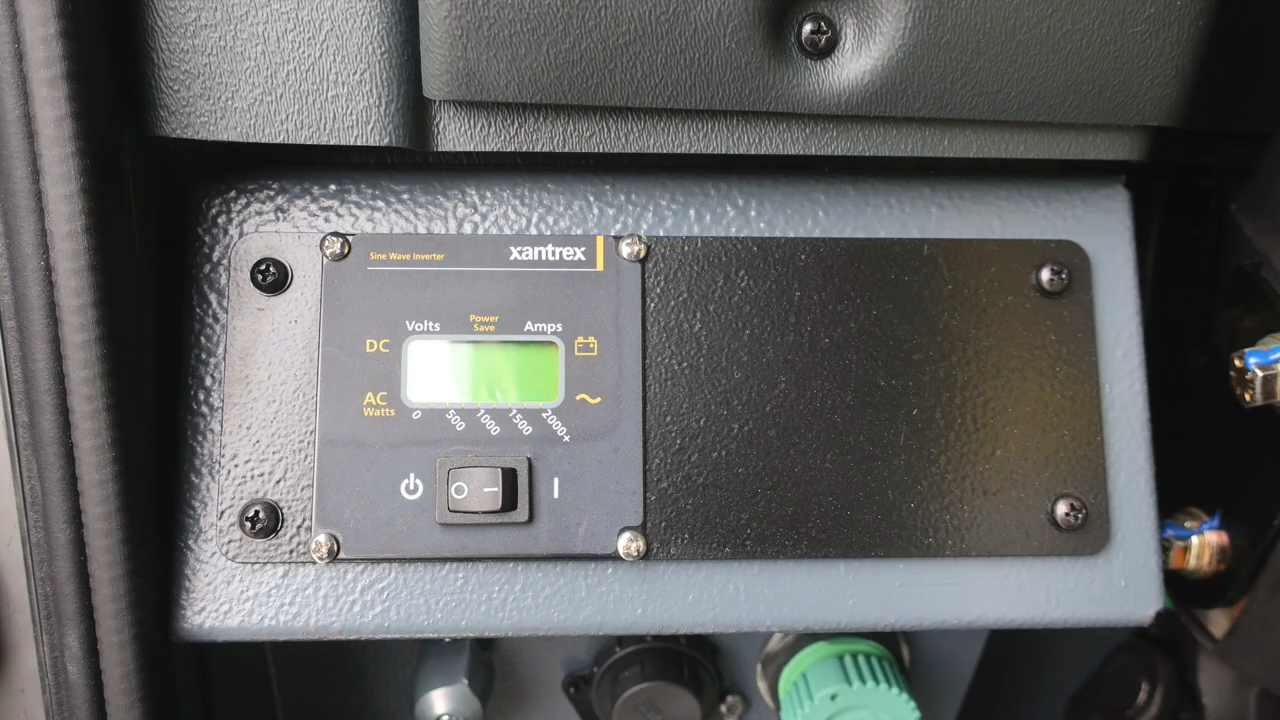 xantrex
Sine Wave Inverter
Power
Save
Volts
Amps
DC
AC
Watts
0
500
1000
1500
2000+